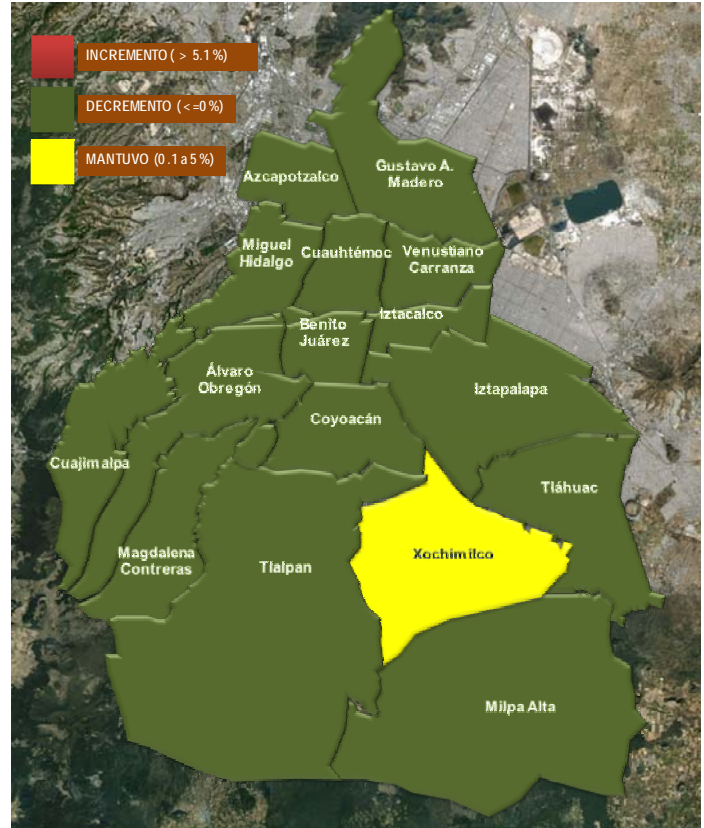 INCREMENTO ( > 5.1%)
DECREMENTO (<=0%)
MANTUVO (0.1 a 5%)
Gustavo A.
Madero
Azcapotzalco
Miguel
Hidalgo
Cuauhtémoc
Venustiano
Carranza
Iztacalco
Benito
Juárez
Álvaro
Obregón
Iztapalapa
Coyoacán
Cuajimalpa
Tláhuac
Magdalena
Contreras
Tlalpan
Xochimilco
Milpa Alta